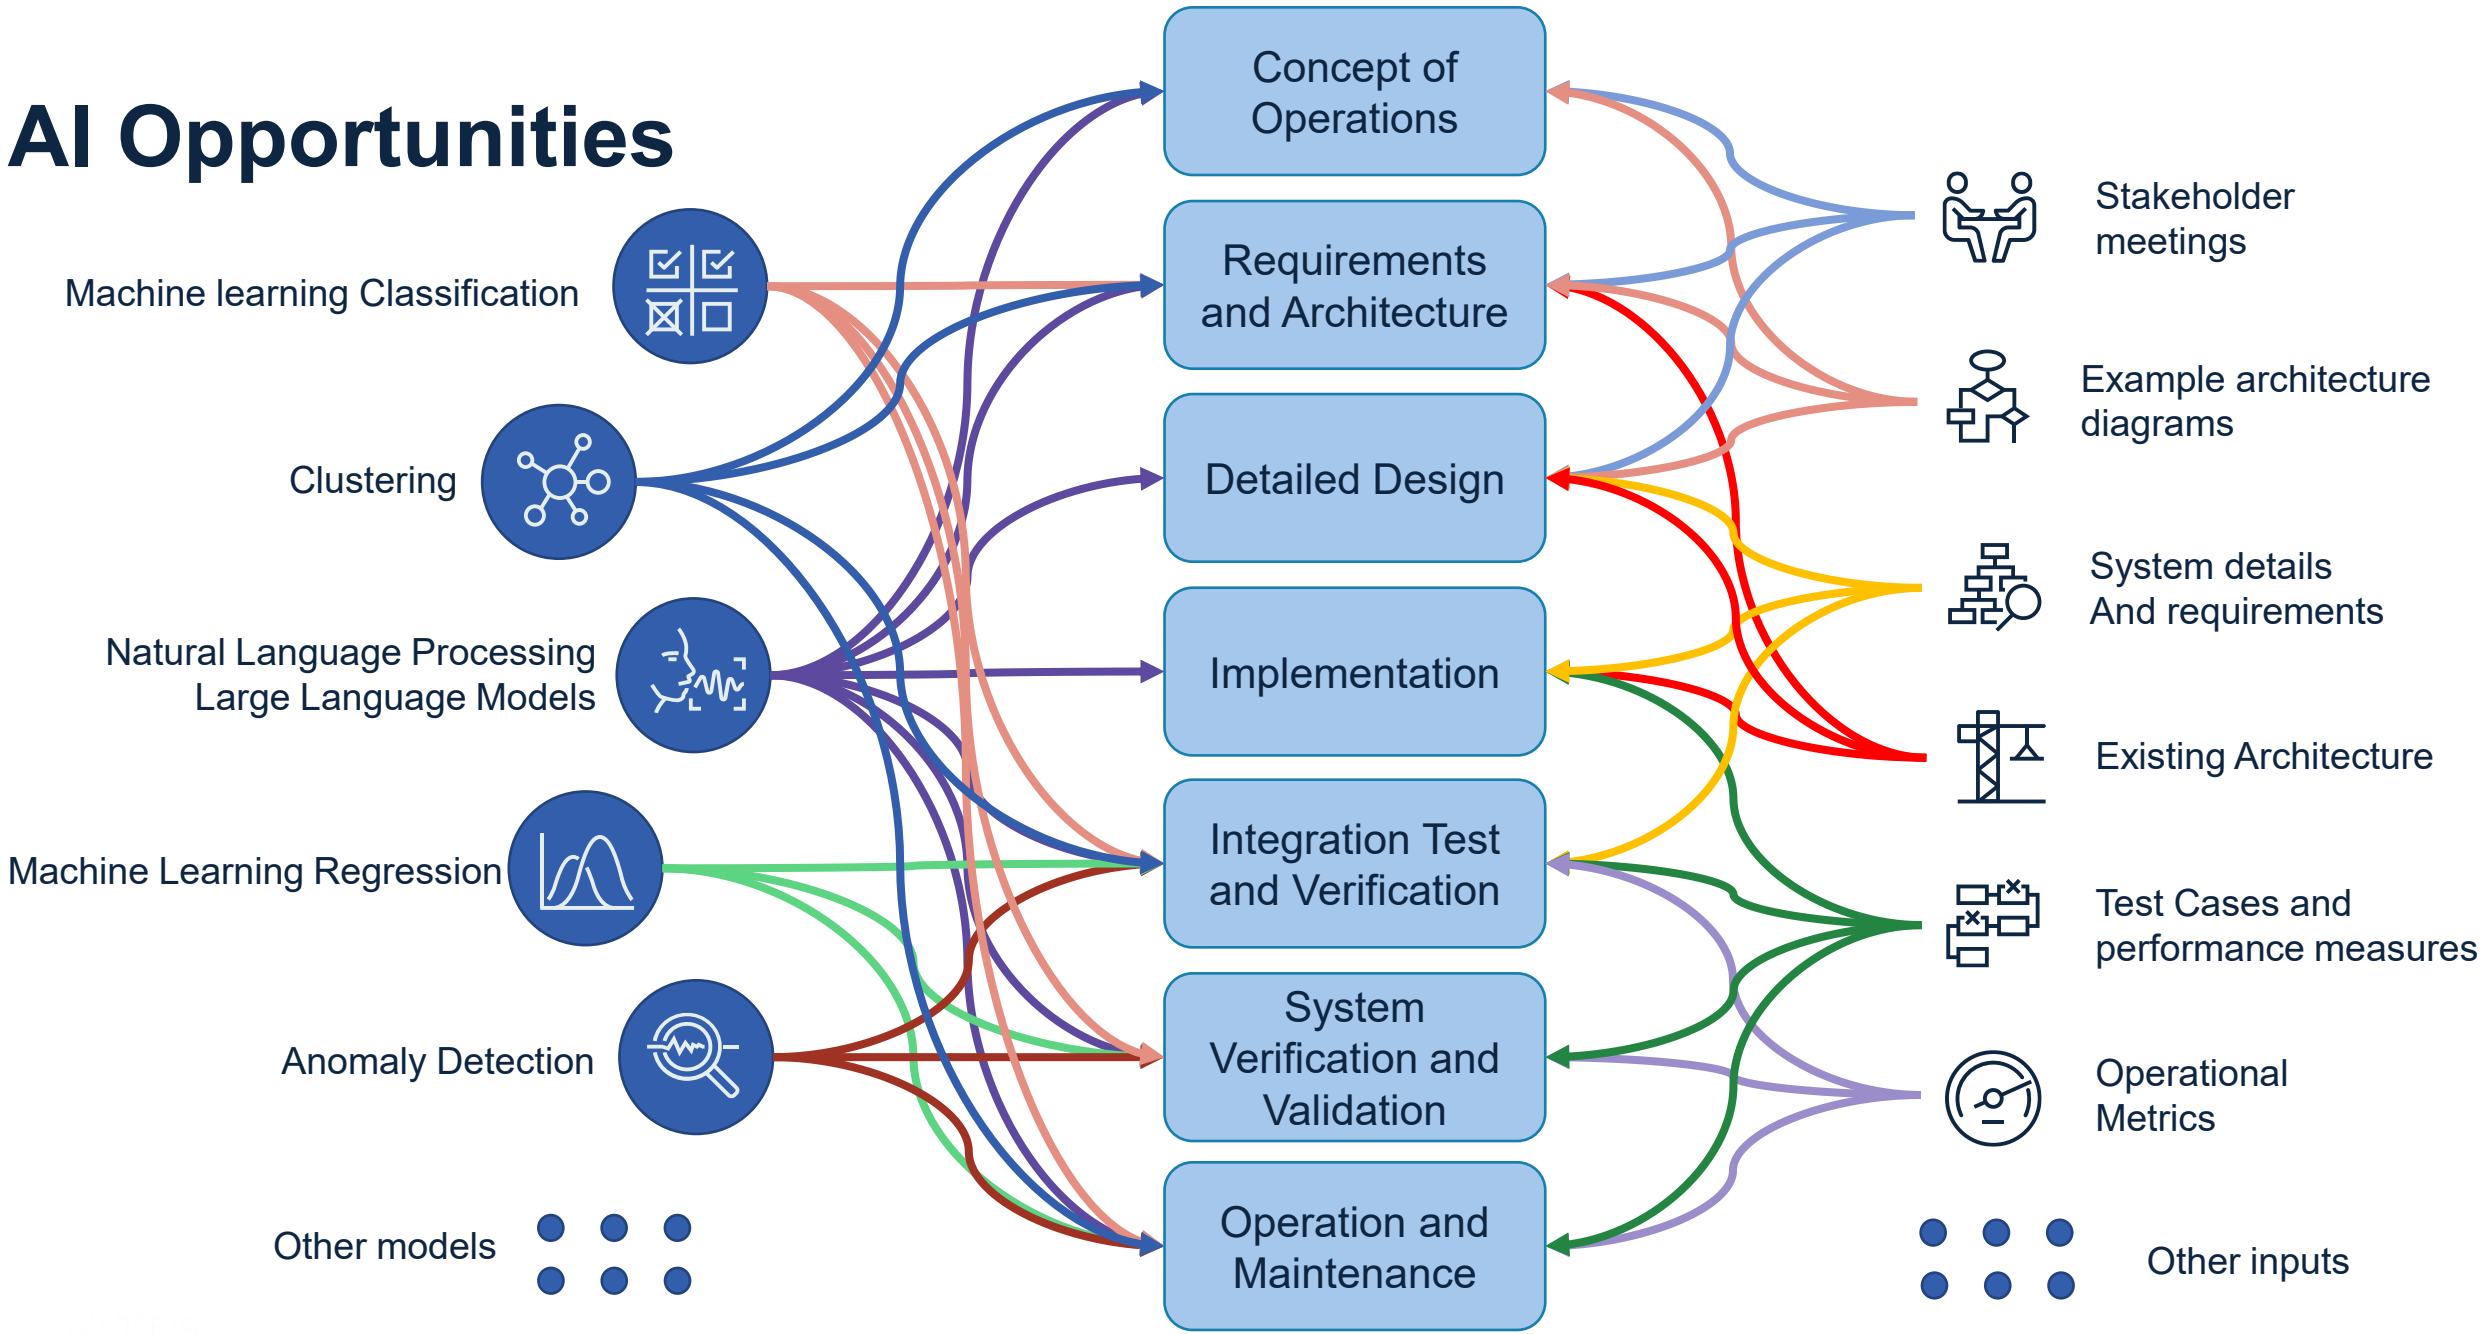 AI Opportunities
Machine learning Classification
Clustering
Natural Language Processing
Large Language Models
Machine Learning Regression
Anomaly Detection
Other models
Concept of
Operations
Requirements
and Architecture
Detailed Design
Implementation
Integration Test
and Verification
System
Verification and
Validation
Operation and
Maintenance
Stakeholder
meetings
Example architecture
diagrams
System details
And requirements
Existing Architecture
Test Cases and
performance measures
Operational
Metrics
Other inputs